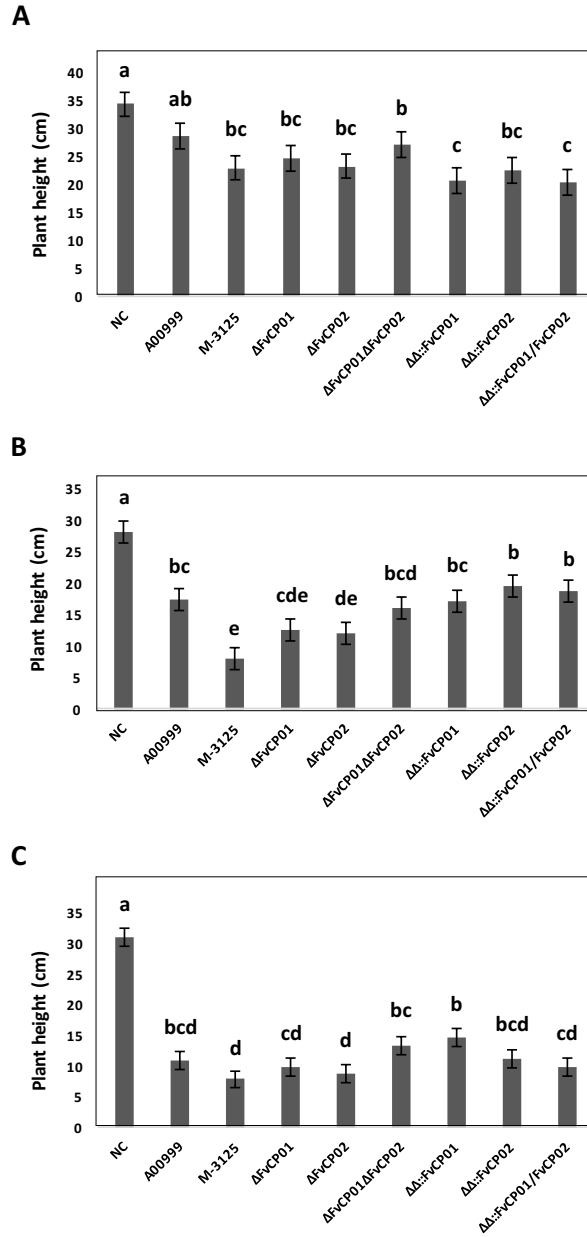 A
Plant height (cm)
40
35
30
25
20
15
10
5
0
a
ab
bc
bc
bc
b
c
bc
c
NC
A00999
M-3125
ΔFvCP01
ΔFvCP02
ΔFvCP01ΔFvCP02
ΔΔ::FvCP01
ΔΔ::FvCP02
ΔΔ::FvCP01/FvCP02
B
Plant height (cm)
35
30
25
20
15
10
5
0
a
bc
e
cde
de
bcd
bc
b
b
NC
A00999
M-3125
ΔFvCP01
ΔFvCP02
ΔFvCP01ΔFvCP02
ΔΔ::FvCP01
ΔΔ::FvCP02
ΔΔ::FvCP01/FvCP02
C
Plant height (cm)
35
30
25
20
15
10
5
0
a
bcd
d
cd
d
bc
b
bcd
cd
NC
A00999
M-3125
ΔFvCP01
ΔFvCP02
ΔFvCP01ΔFvCP02
ΔΔ::FvCP01
ΔΔ::FvCP02
ΔΔ::FvCP01/FvCP02